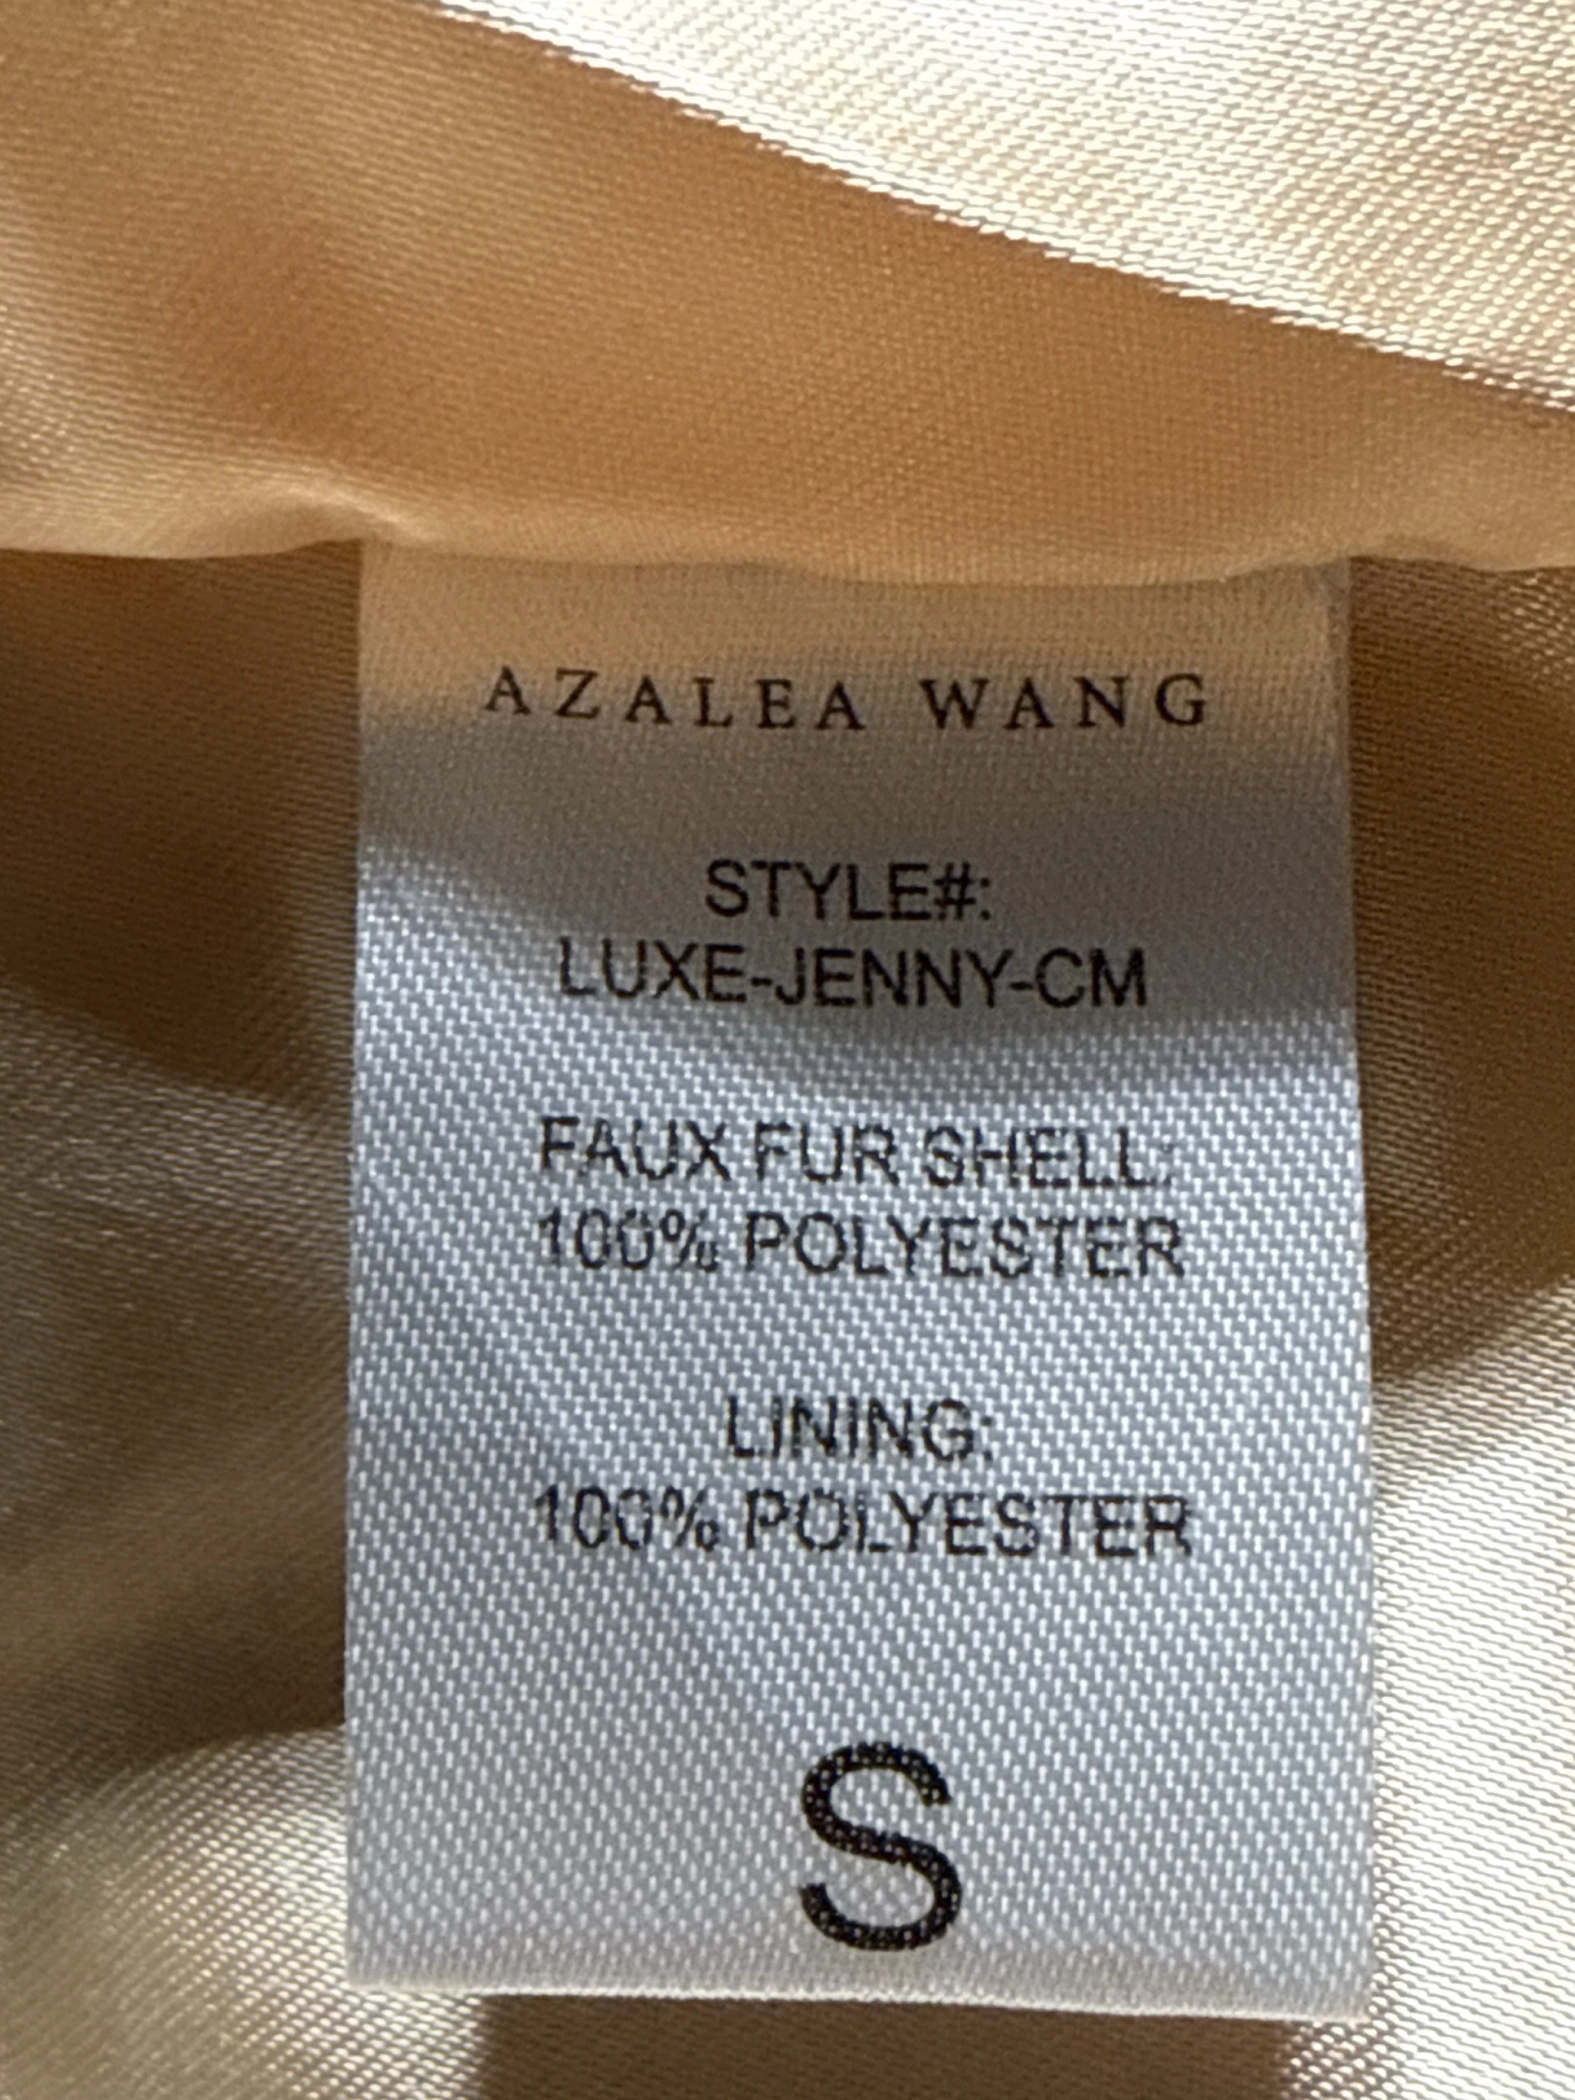 AZALEA WANG
STYLE#:
LUXE-JENNY-CM
FAUX FUR SHELL:
100% POLYESTER
LINING:
100% POLYESTER
S